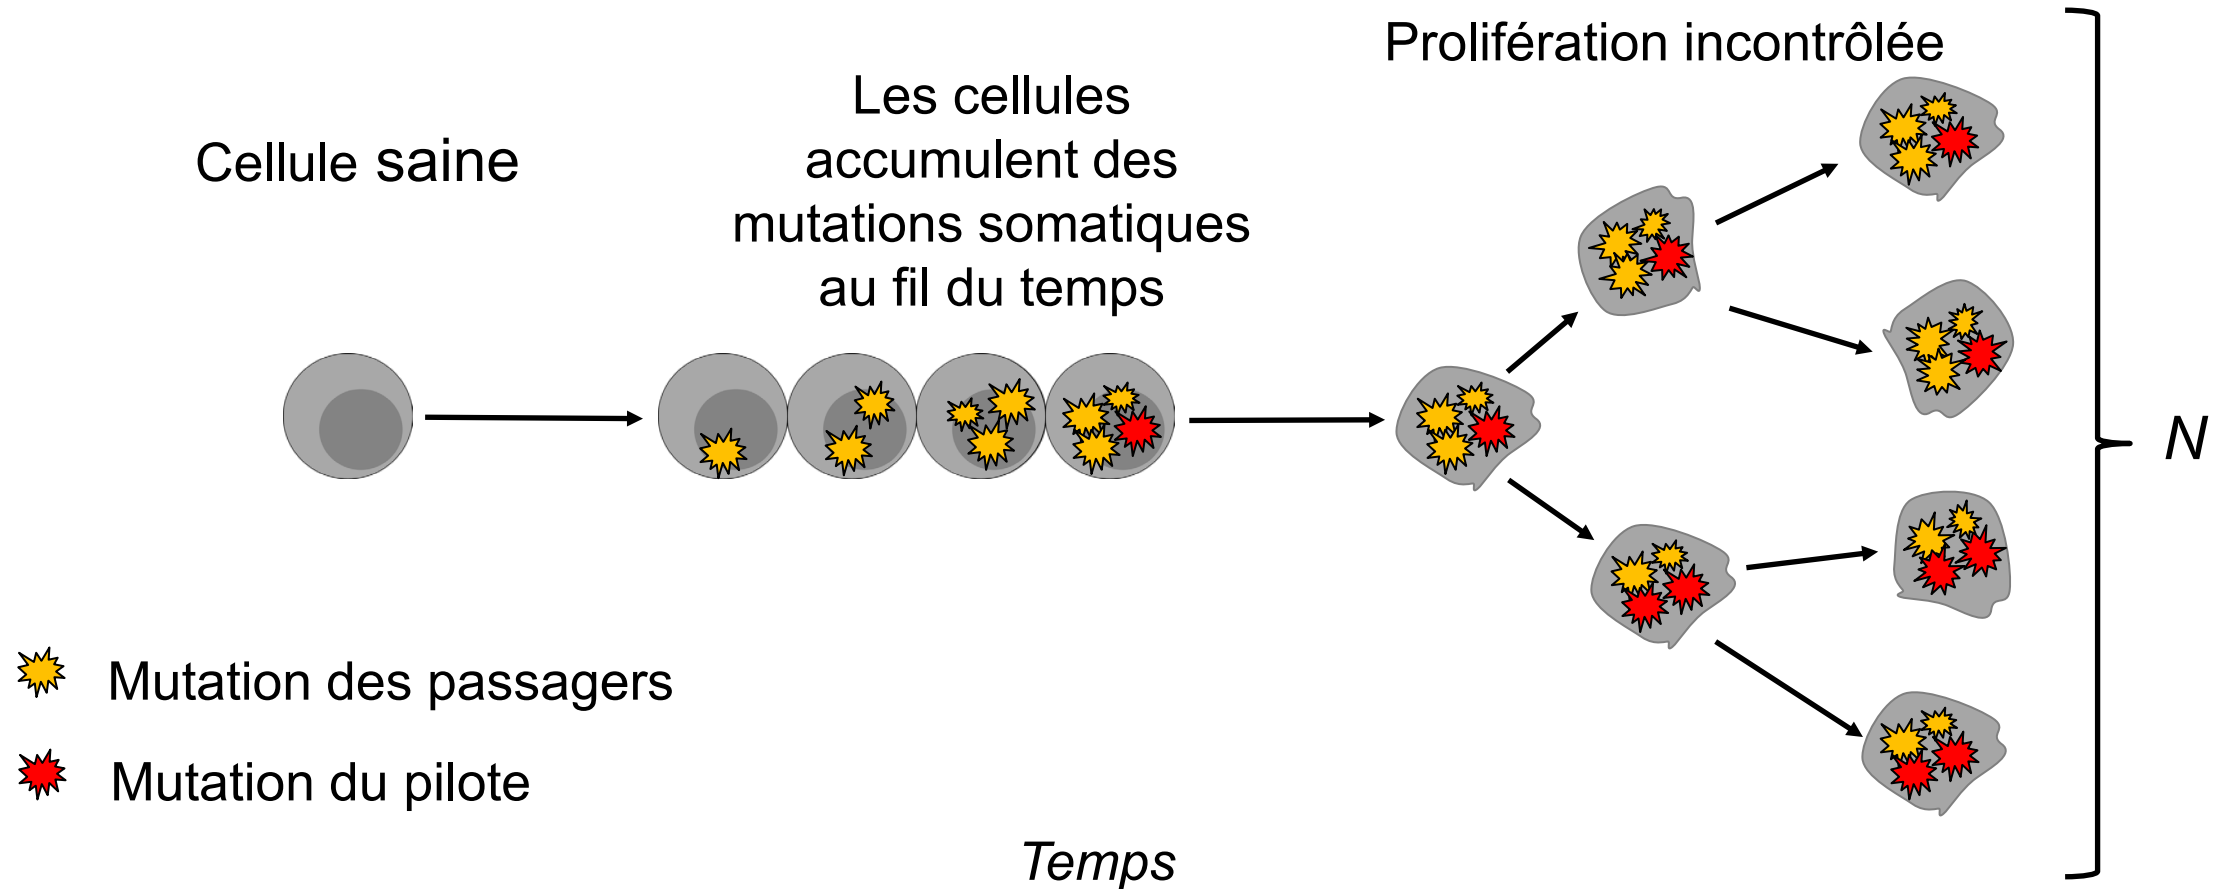 Prolifération incontrôlée
Cellule saine
Les cellules
accumulent des
mutations somatiques
au fil du temps
N
Mutation des passagers
Mutation du pilote
Temps